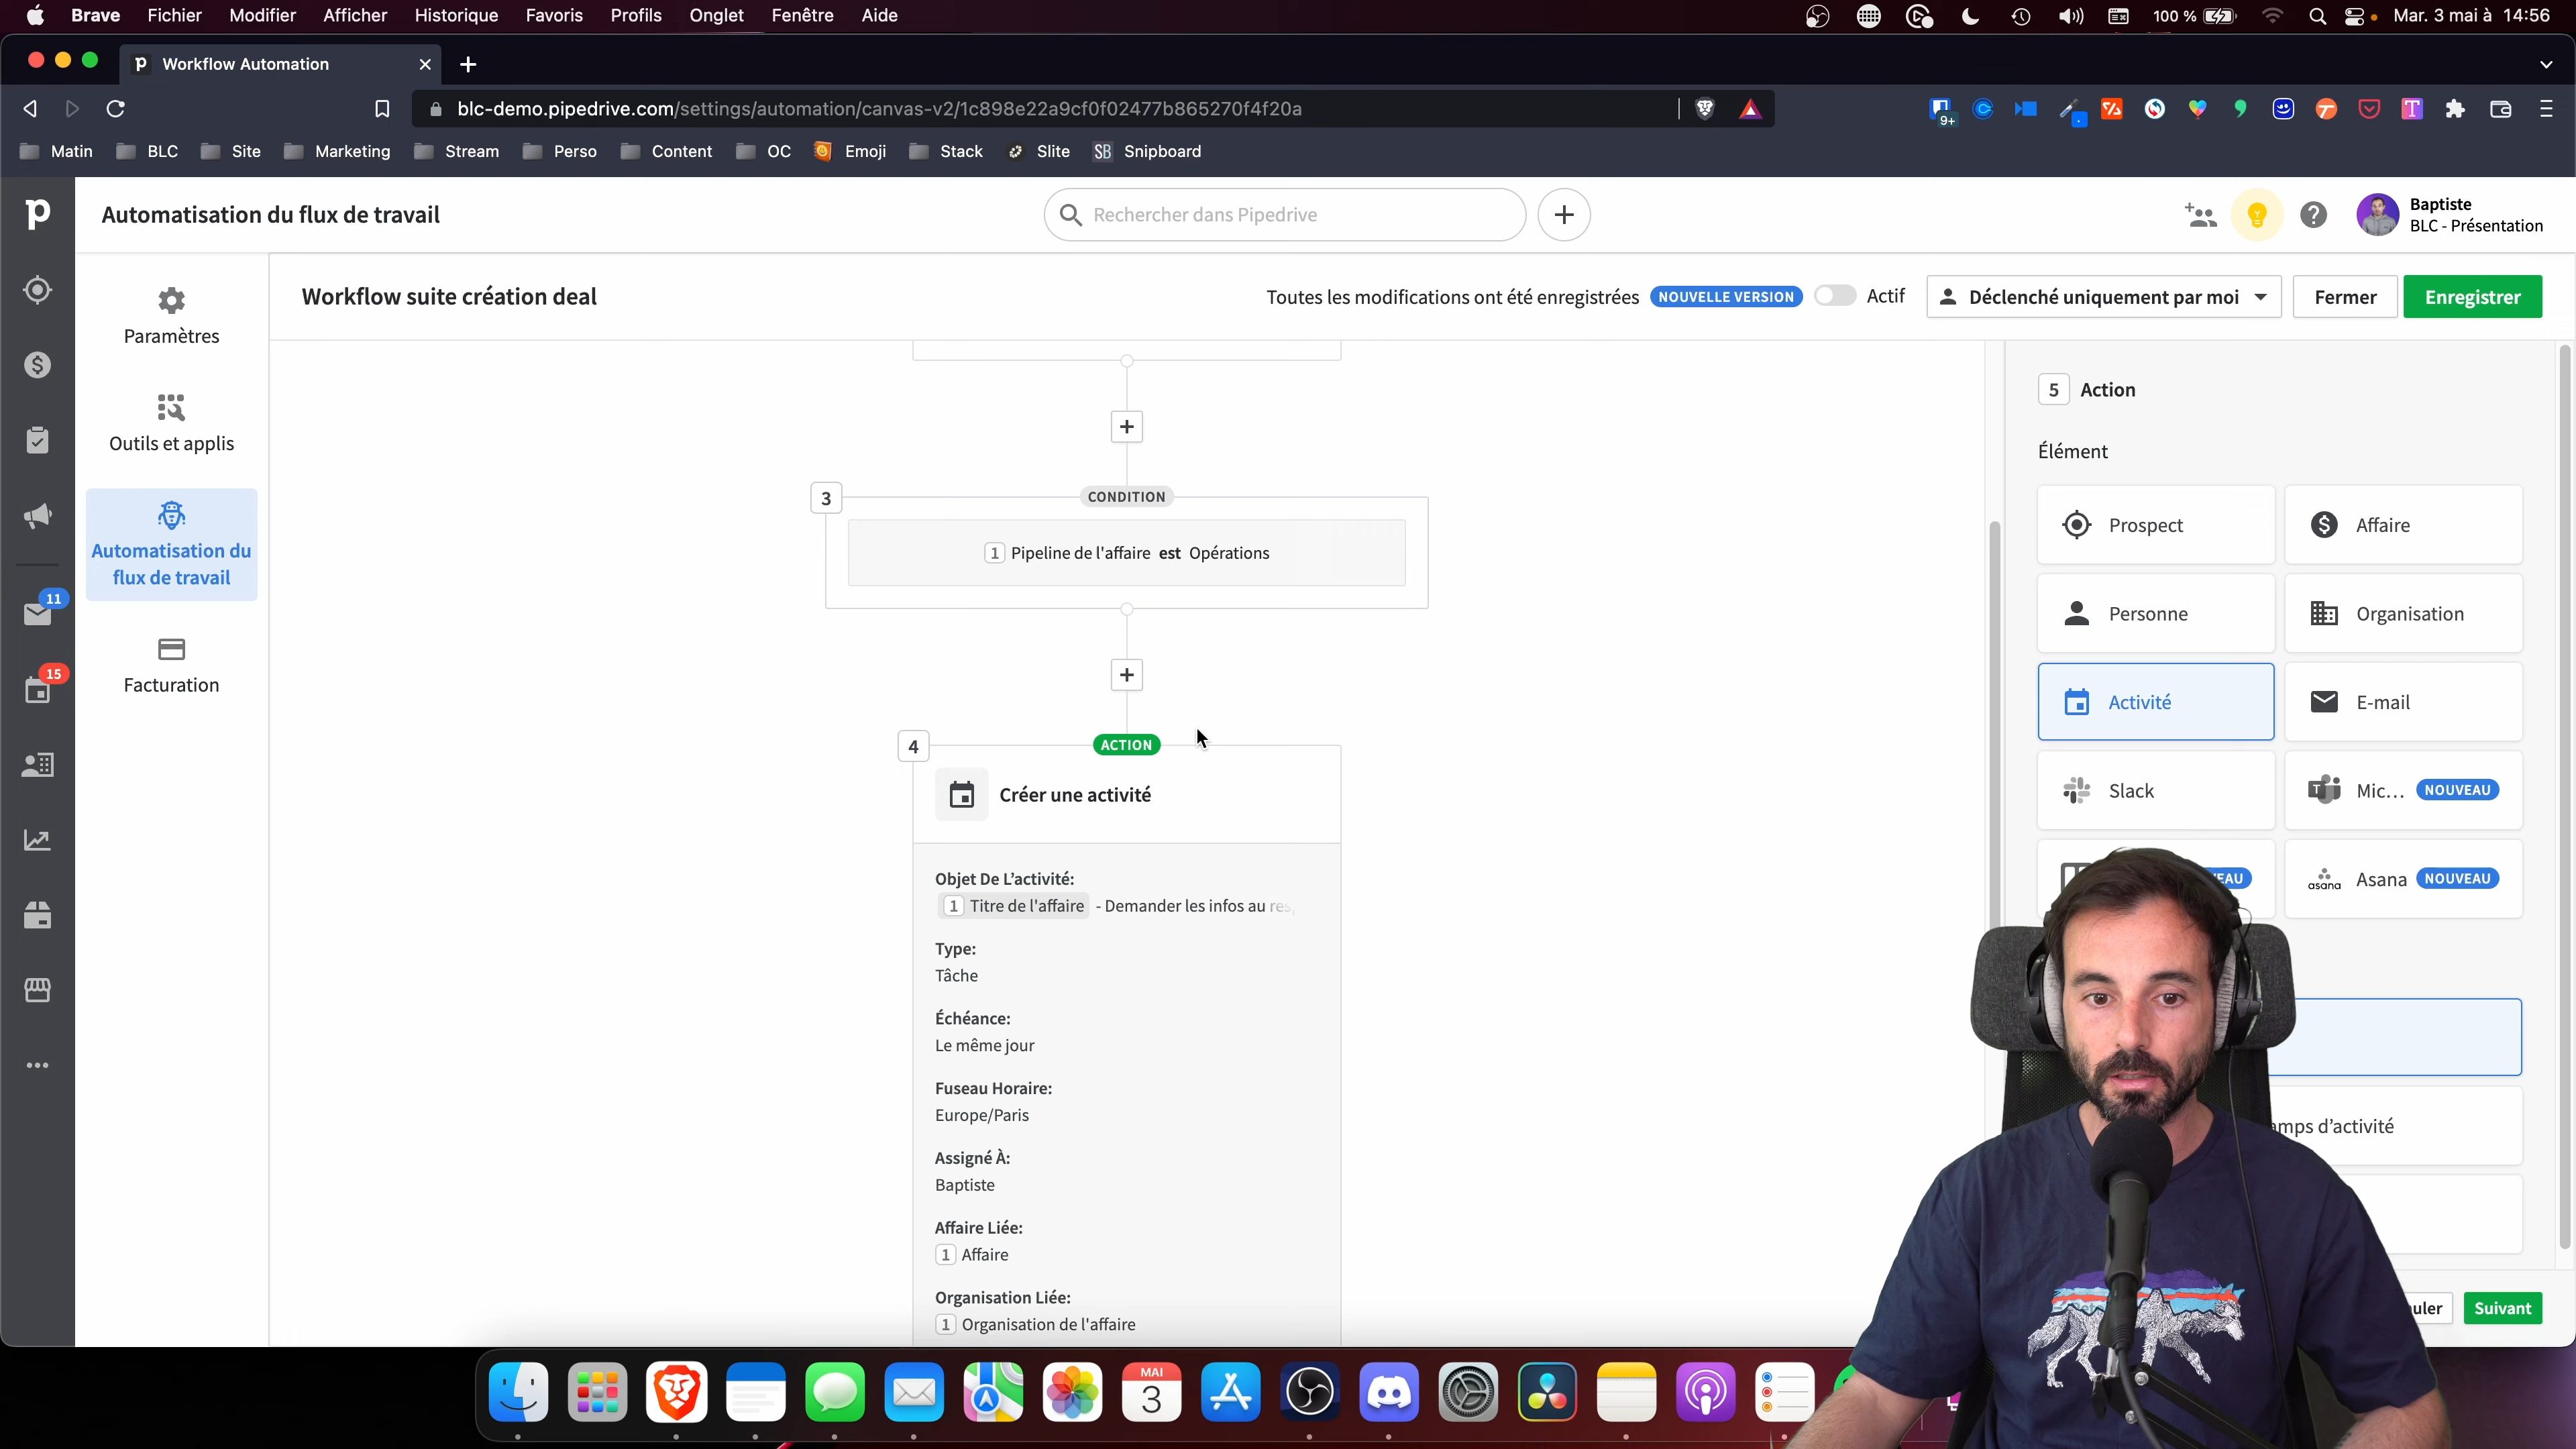 Brave Fichier Modifier Afficher Historique Favoris Profils Onglet Fenêtre Aide 100 % Mar. 3 mai à 14:56
Workflow Automation
blc-demo.pipedrive.com/settings/automation/canvas-v2/1c898e22a9cf0f02477b865270f4f20a
9+
Matin BLC Site Marketing Stream Perso Content OC Emoji Stack Slite SB Snipboard
Automatisation du flux de travail
Rechercher dans Pipedrive
Baptiste
BLC - Présentation
Workflow suite création deal
Toutes les modifications ont été enregistrées NOUVELLE VERSION Actif Déclenché uniquement par moi Fermer Enregistrer
Paramètres
Outils et applis
Automatisation du
flux de travail
Facturation
11
15
3 CONDITION
1 Pipeline de l'affaire est Opérations
4 ACTION
Créer une activité
Objet De L'activité:
1 Titre de l'affaire - Demander les infos au
Type:
Tâche
Échéance:
Le même jour
Fuseau Horaire:
Europe/Paris
Assigné À:
Baptiste
Affaire Liée:
1 Affaire
Organisation Liée:
1 Organisation de l'affaire
5 Action
Élément
Prospect Affaire
Personne Organisation
Activité E-mail
Slack Mic... NOUVEAU
Asana NOUVEAU
asana
d'activité
Suivant
MAI
3